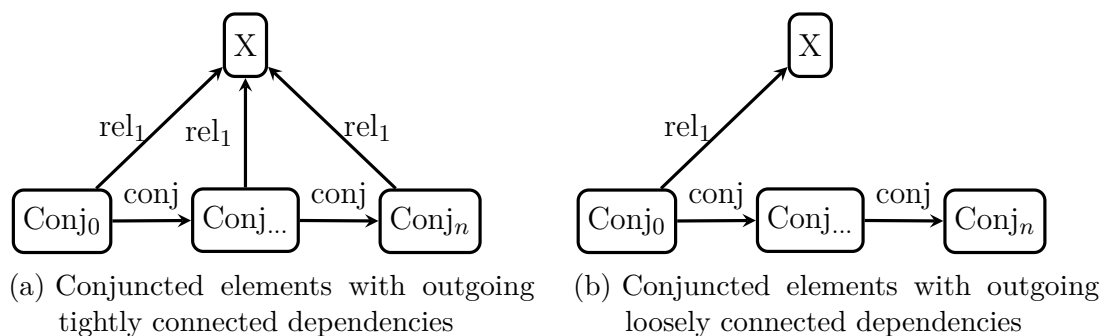 X
X
rel₁
rel₁
rel₁
rel₁
conj
conj
conj
conj
Conj₀
Conj...
Conjₙ
Conj₀
Conj...
Conjₙ
(a) Conjuncted elements with outgoing
tightly connected dependencies
(b) Conjuncted elements with outgoing
loosely connected dependencies